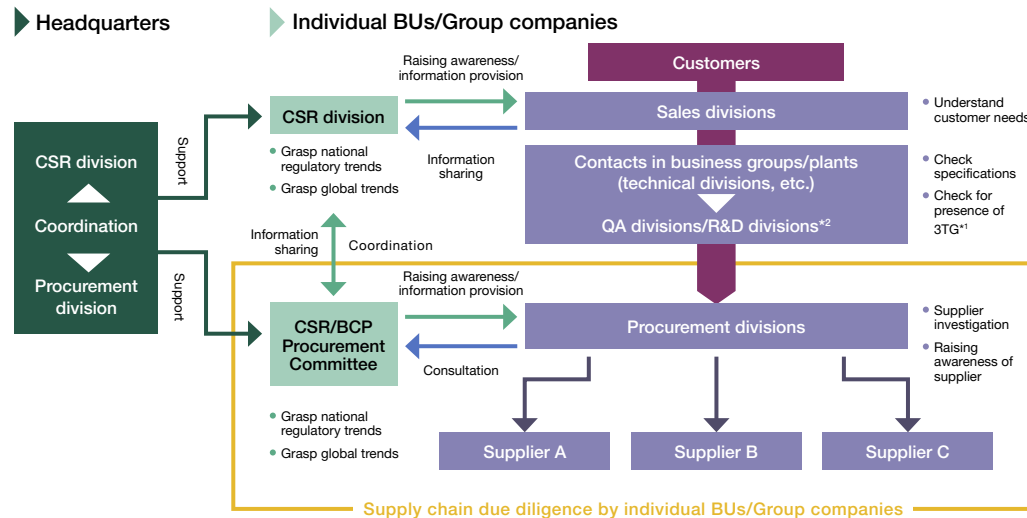 Headquarters
Individual BUs/Group companies
CSR division
Coordination
Procurement
division
Support
Support
CSR division
• Grasp national
regulatory trends
• Grasp global trends
Raising awareness/
information provision
Information
sharing
Customers
Sales divisions
• Understand
customer needs
Contacts in business groups/plants
(technical divisions, etc.)
QA divisions/R&D divisions*2
• Check
specifications
• Check for
presence of
3TG*1
Information
sharing
Coordination
CSR/BCP
Procurement
Committee
• Grasp national
regulatory trends
• Grasp global trends
Raising awareness/
information provision
Consultation
Procurement divisions
• Supplier
investigation
• Raising
awareness of
supplier
Supplier A
Supplier B
Supplier C
Supply chain due diligence by individual BUs/Group companies